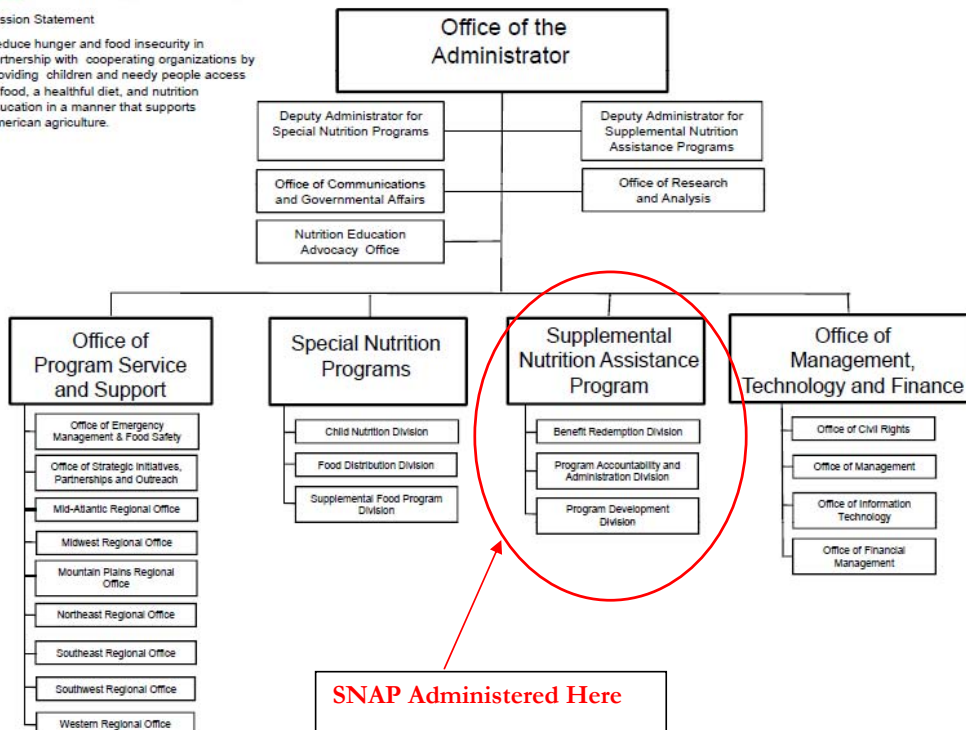 ssion Statement
educe hunger and food insecurity in
artnership with cooperating organizations by
oviding children and needy people access
food, a healthful diet, and nutrition
ucation in a manner that supports
merican agriculture.
Office of the
Administrator
Deputy Administrator for
Special Nutrition Programs
Deputy Administrator for
Supplemental Nutrition
Assistance Programs
Office of Communications
and Governmental Affairs
Office of Research
and Analysis
Nutrition Education
Advocacy Office
Office of
Program Service
and Support
Office of Emergency
Management & Food Safety
Office of Strategic Initiatives,
Partnerships and Outreach
Mid-Atlantic Regional Office
Midwest Regional Office
Mountain Plains Regional
Office
Northeast Regional Office
Southeast Regional Office
Southwest Regional Office
Western Regional Office
Special Nutrition
Programs
Child Nutrition Division
Food Distribution Division
Supplemental Food Program
Division
Supplemental
Nutrition Assistance
Program
Benefit Redemption Division
Program Accountability and
Administration Division
Program Development
Division
Office of
Management,
Technology and Finance
Office of Civil Rights
Office of Management
Office of Information
Technology
Office of Financial
Management
SNAP Administered Here